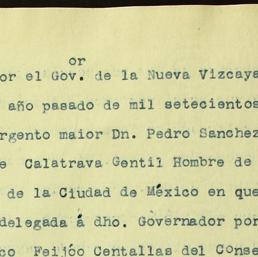 or
or el Gov. de la Nueva Vizcaya
año pasado de mil setecientos
rgento maior Dn. Pedro Sanchez
e Calatrava Gentil Hombre de
de la Ciudad de México en que
delegada á dho. Governador por
co Feijóo Centallas del Conse